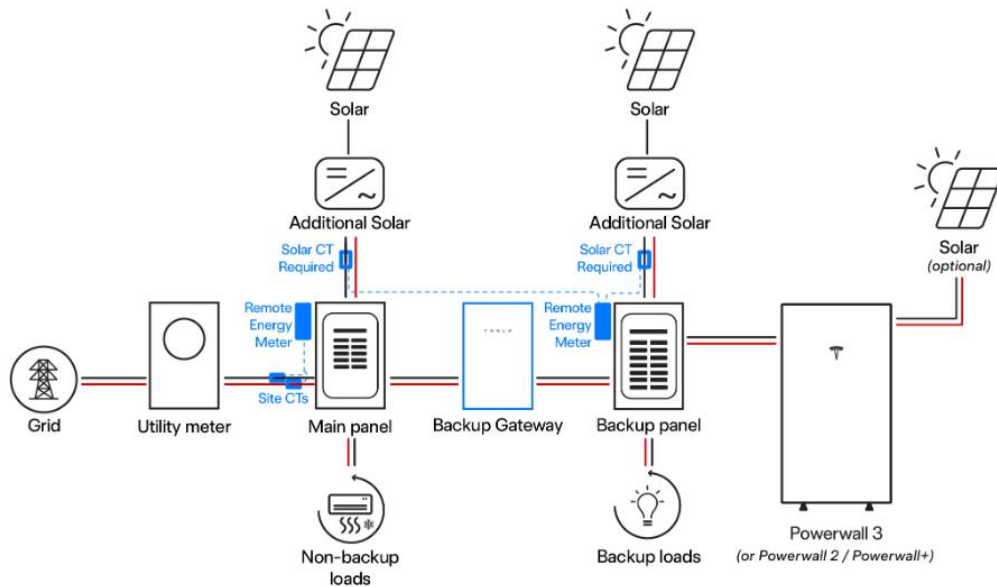 Solar
Solar
Additional Solar
Additional Solar
Solar CT
Required
Solar CT
Required
Solar
(optional)
Remote
Energy
Meter
Remote
Energy
Meter
TESLA
Site CTs
Grid
Utility meter
Main panel
Backup Gateway
Backup panel
Non-backup
loads
Backup loads
Powerwall 3
(or Powerwall 2 / Powerwall+)